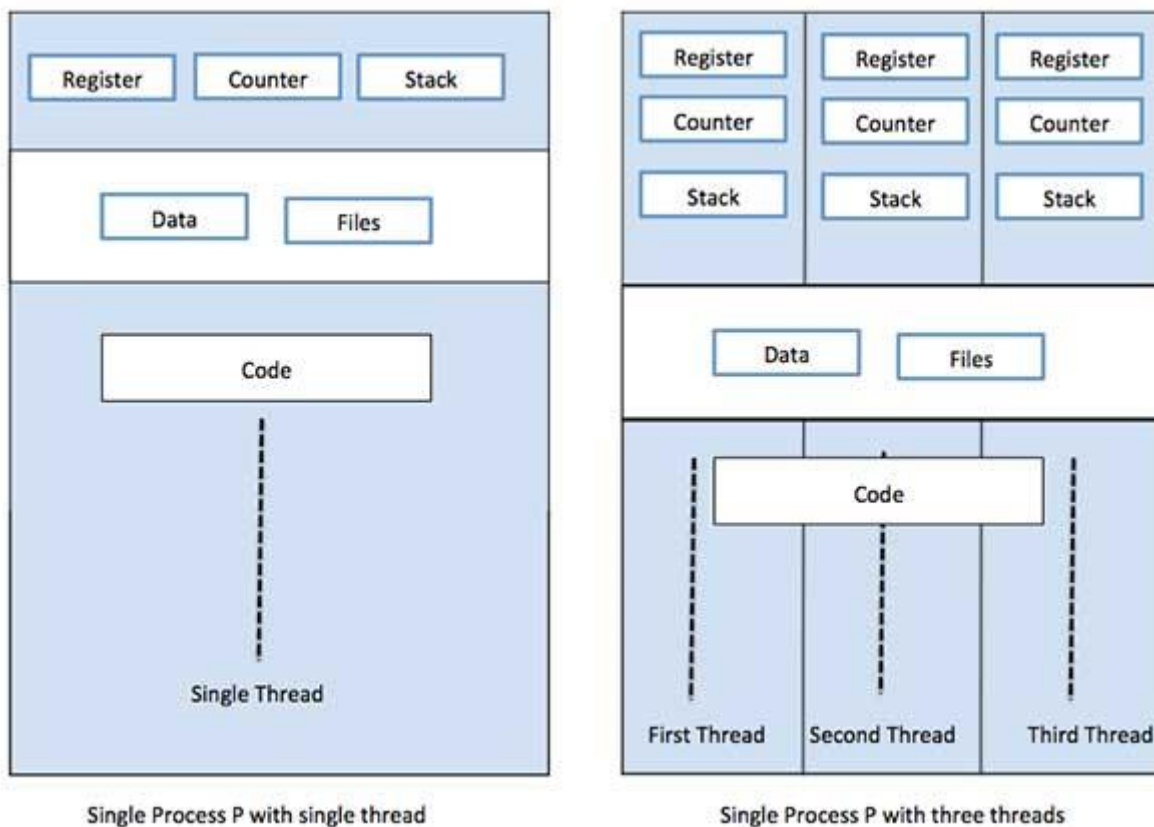 Register Counter Stack
Data Files
Code
Single Thread
Single Process P with single thread
Register Register Register
Counter Counter Counter
Stack Stack Stack
Data Files
Code
First Thread Second Thread Third Thread
Single Process P with three threads